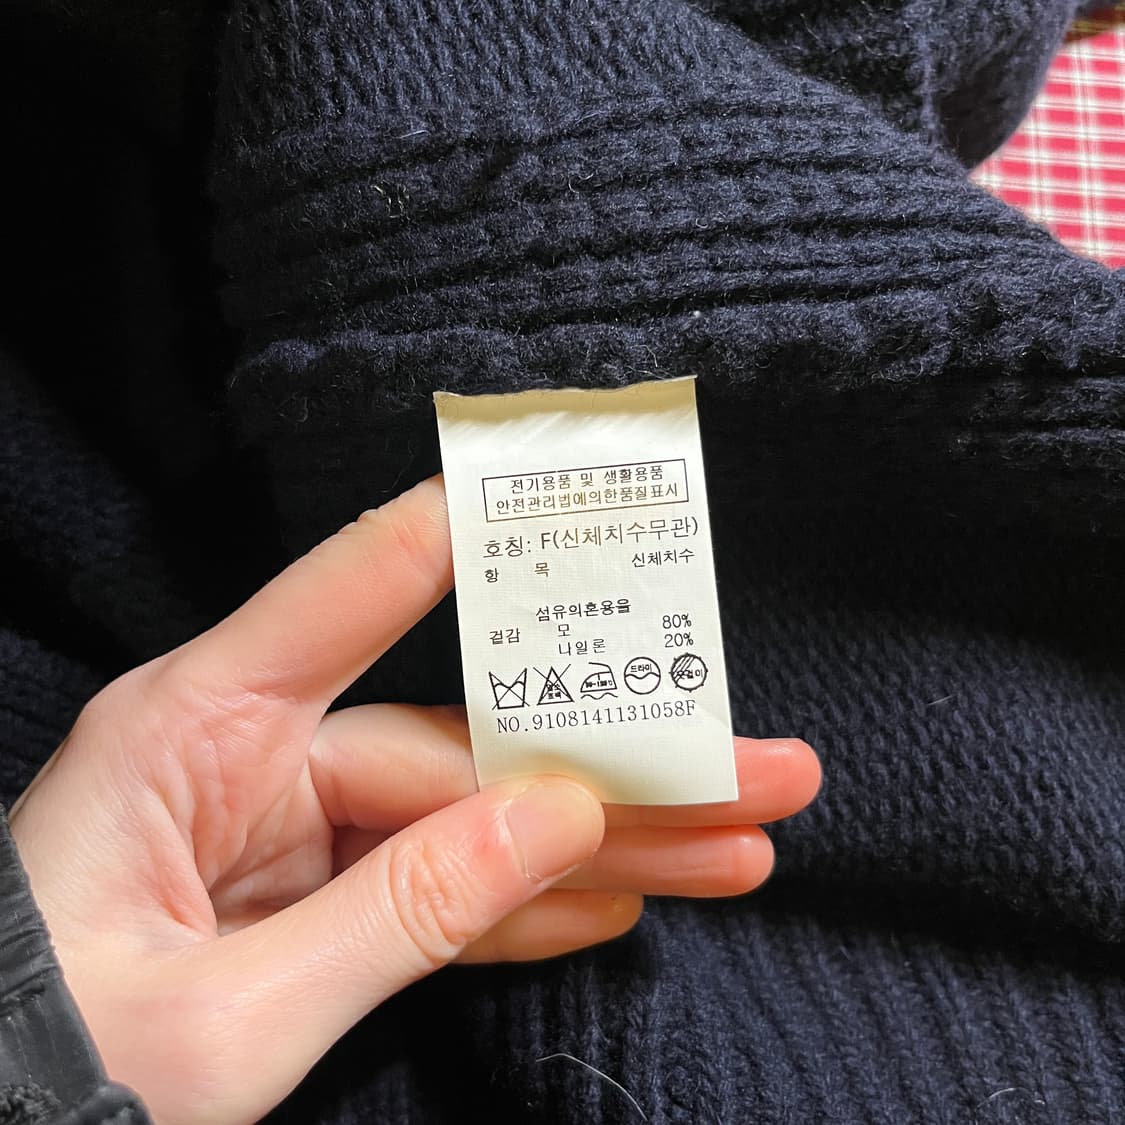 전기용품 및 생활용품
안전관리법에의한품질표시
호칭: F(신체치수무관)
항 목 신체치수
섬유의혼용율
겉감 모 80%
나일론 20%
드라이
NO.9108141131058F